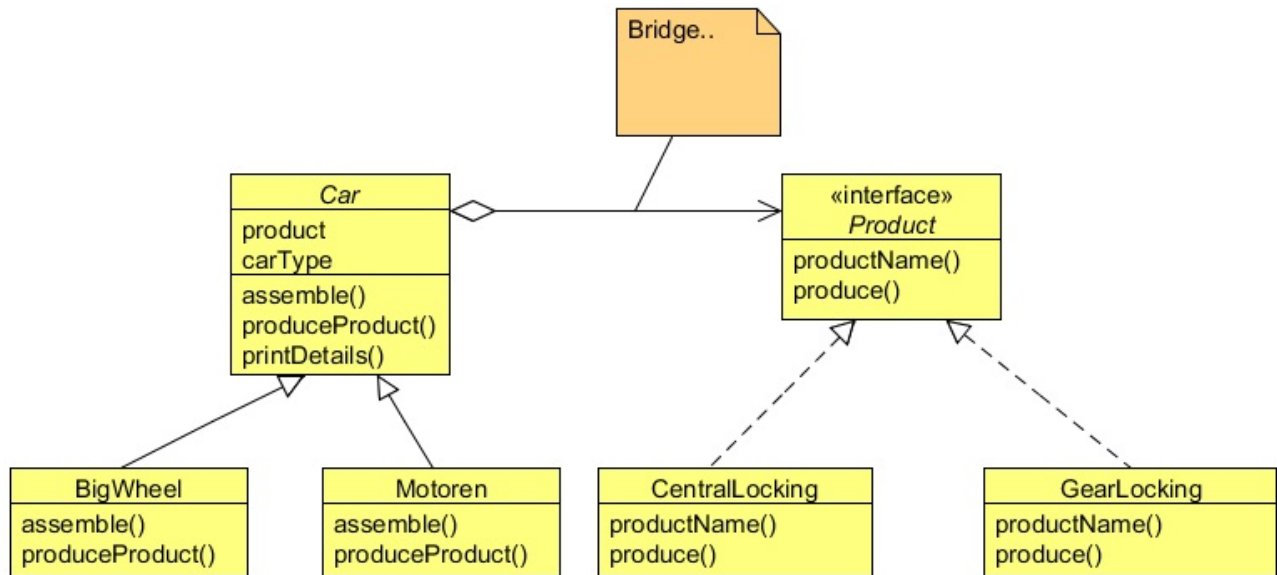 Bridge..
Car
product
carType
assemble()
produceProduct()
printDetails()
«interface»
Product
productName()
produce()
BigWheel
assemble()
produceProduct()
Motoren
assemble()
produceProduct()
CentralLocking
productName()
produce()
GearLocking
productName()
produce()